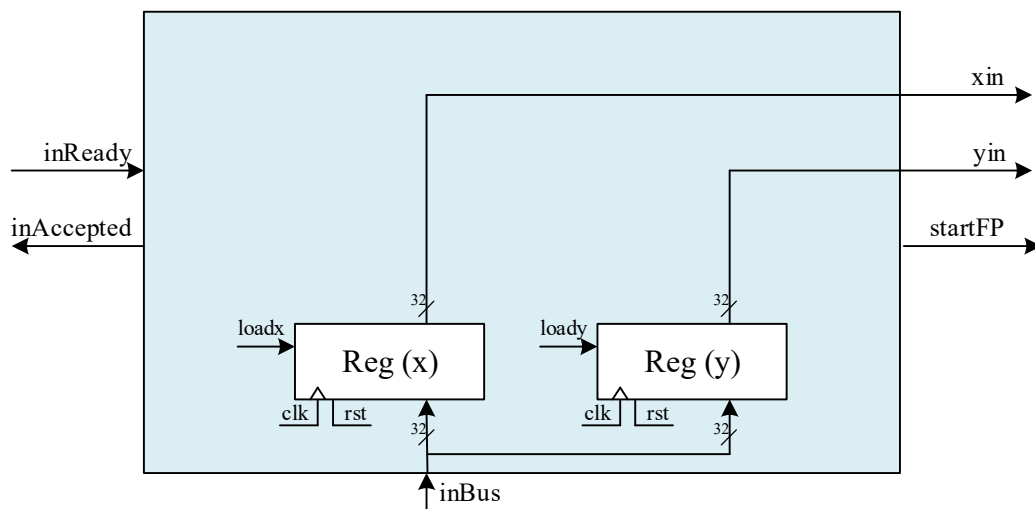 xin
inReady
yin
inAccepted
startFP
32
32
loadx
loady
Reg (x)
Reg (y)
clk
rst
clk
rst
32
32
inBus